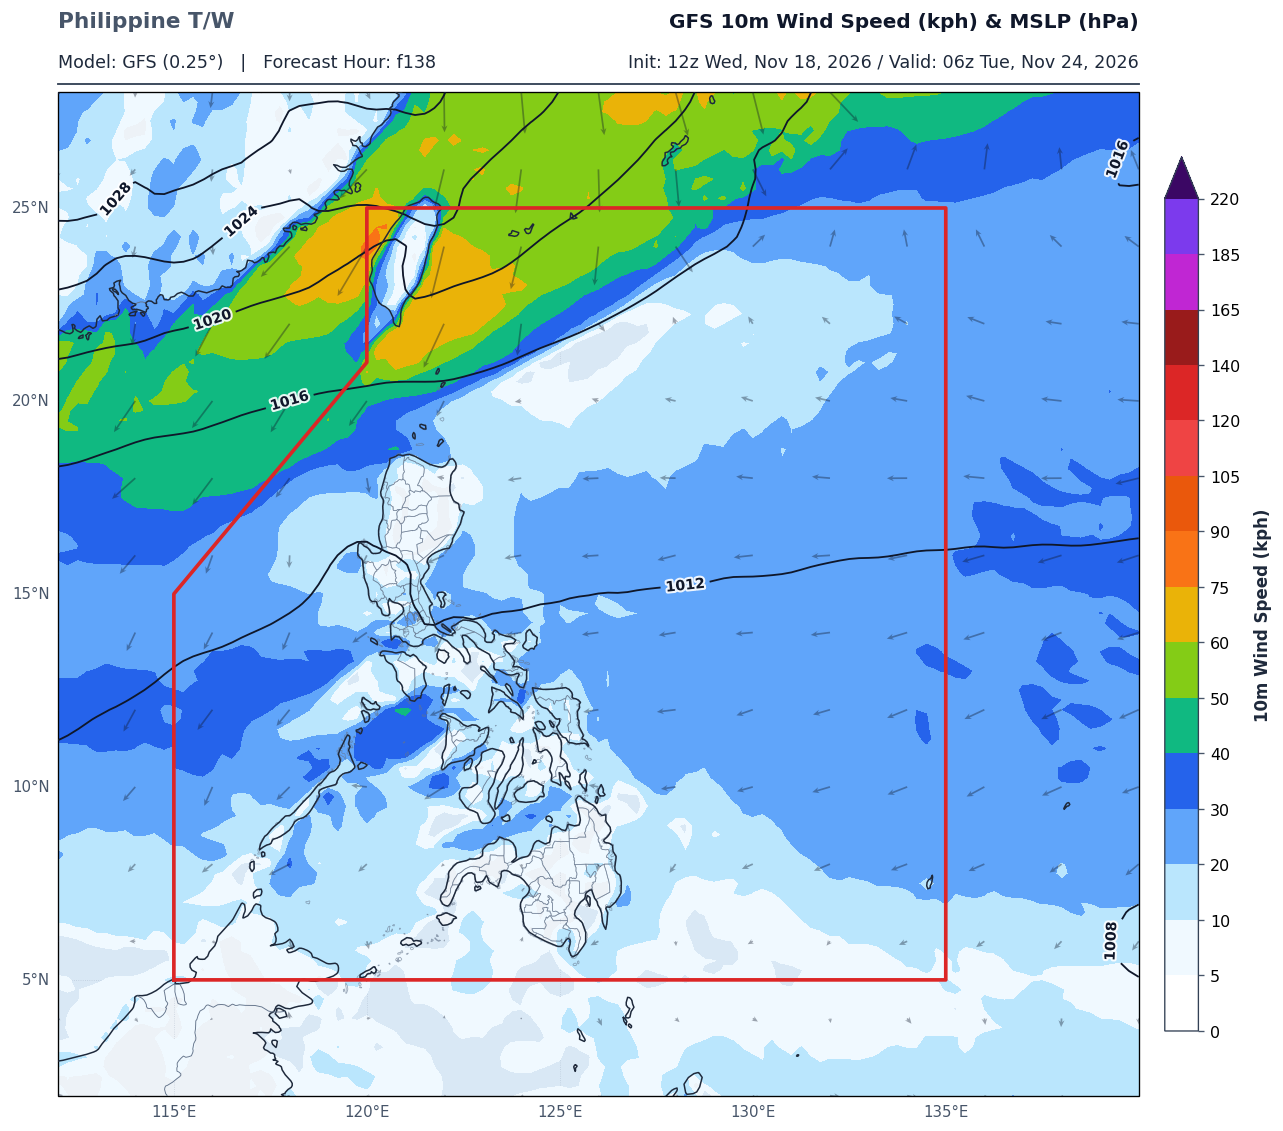 Philippine T/W
GFS 10m Wind Speed (kph) & MSLP (hPa)
Model: GFS (0.25°) | Forecast Hour: f138
Init: 12z Wed, Nov 18, 2026 / Valid: 06z Tue, Nov 24, 2026
1016
1028
1024
1020
1016
1012
1008
25°N
20°N
15°N
10°N
5°N
115°E
120°E
125°E
130°E
135°E
220
185
165
140
120
105
90
75
60
50
40
30
20
10
5
0
10m Wind Speed (kph)